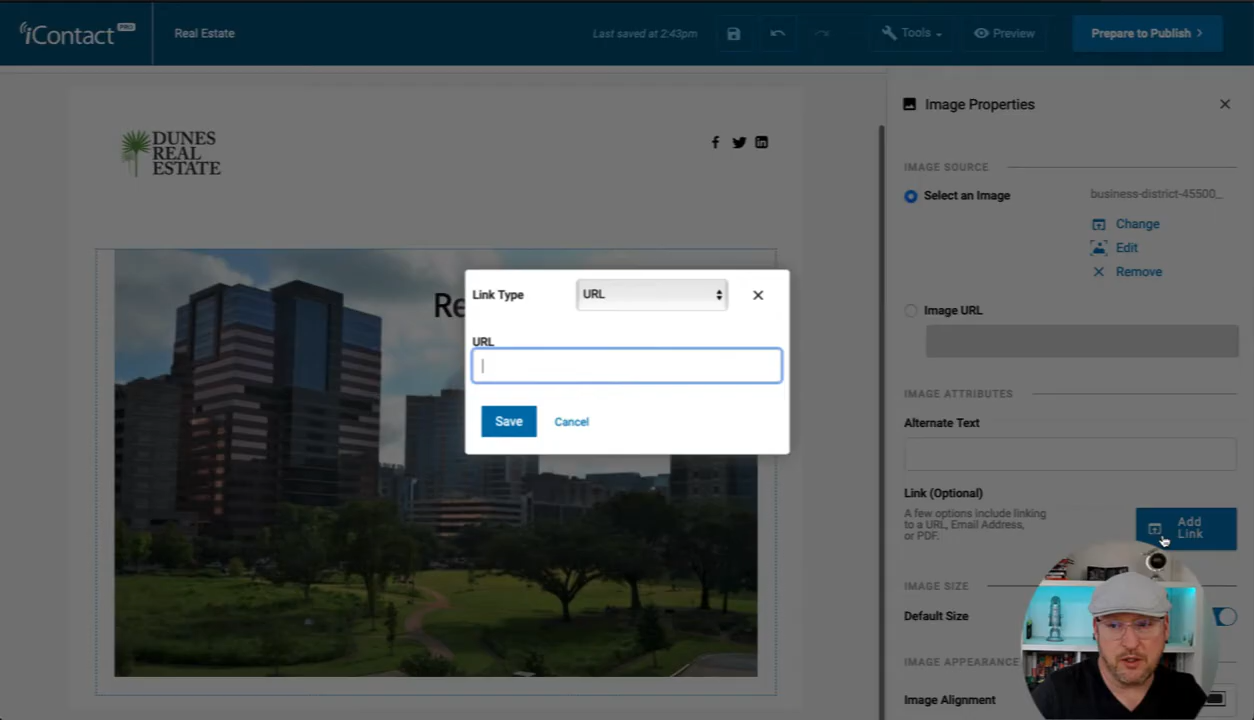 iContact PRO
Real Estate
Last saved at 2:43pm
Tools
Preview
Prepare to Publish
Image Properties
DUNES
REAL
ESTATE
IMAGE SOURCE
Select an Image
business-district-45500_
Change
Edit
Remove
Image URL
Link Type
URL
Re
URL
Save
Cancel
IMAGE ATTRIBUTES
Alternate Text
Link (Optional)
A few options include linking
to a URL, Email Address,
or PDF.
Add
Link
IMAGE SIZE
Default Size
IMAGE APPEARANCE
Image Alignment